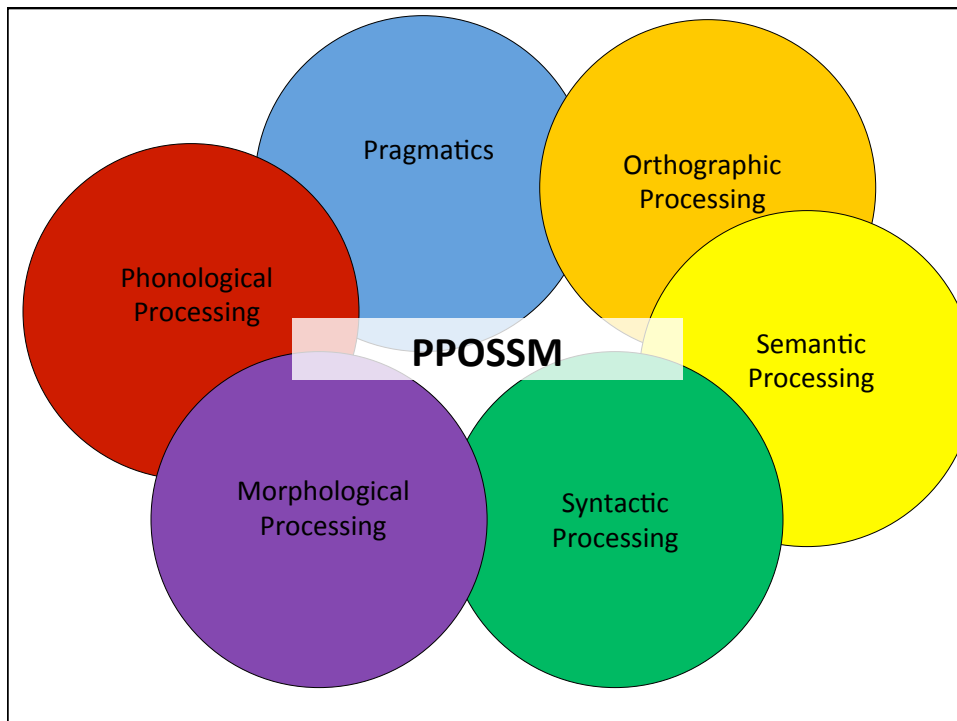 Pragmatics
Orthographic
Processing
Phonological
Processing
PPOSSM
Semantic
Processing
Morphological
Processing
Syntactic
Processing